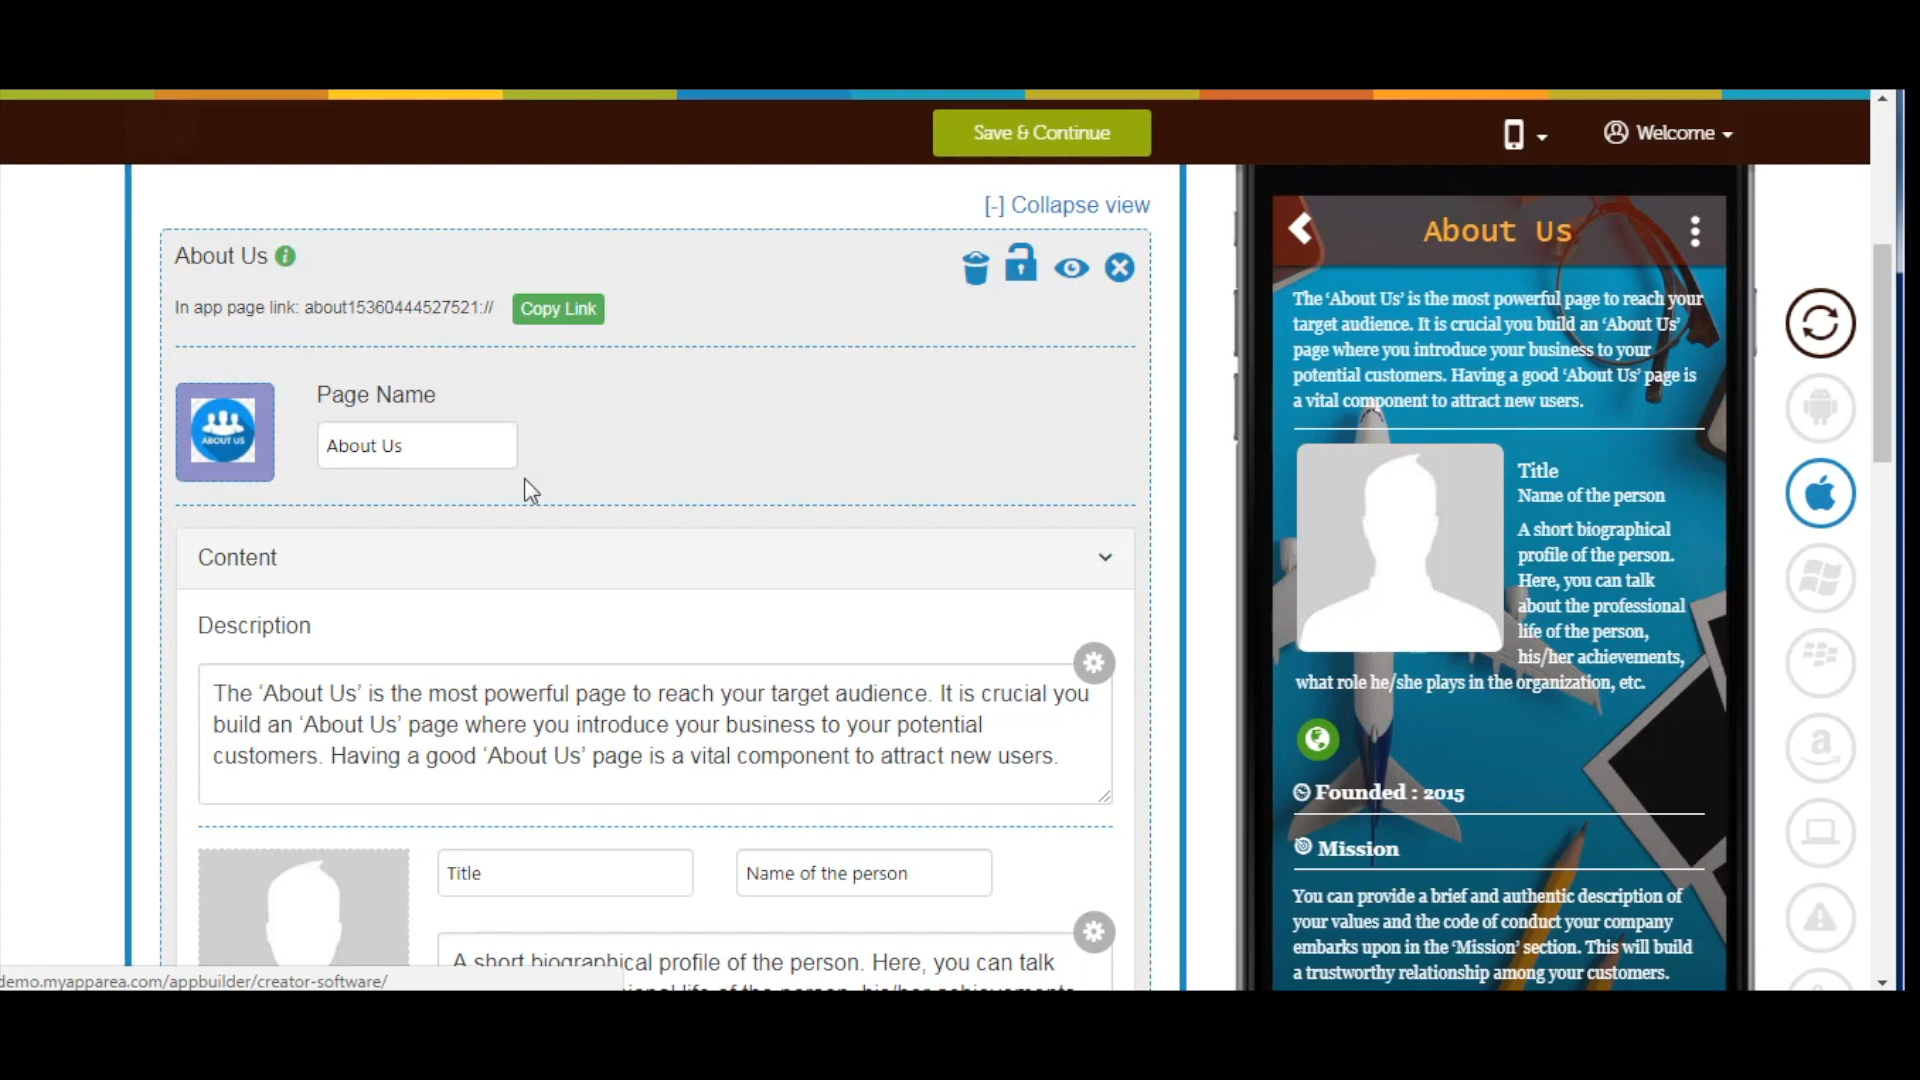 Save & Continue
Welcome
[-] Collapse view
About Us
In app page link: about15360444527521://
Copy Link
ABOUT US
Page Name
About Us
Content
Description
The ‘About Us’ is the most powerful page to reach your target audience. It is crucial you
build an ‘About Us’ page where you introduce your business to your potential
customers. Having a good ‘About Us’ page is a vital component to attract new users.
Title
Name of the person
A short biographical profile of the person. Here, you can talk
demo.myapparea.com/appbuilder/creator-software/
About Us
The ‘About Us’ is the most powerful page to reach your
target audience. It is crucial you build an ‘About Us’
page where you introduce your business to your
potential customers. Having a good ‘About Us’ page is
a vital component to attract new users.
Title
Name of the person
A short biographical
profile of the person.
Here, you can talk
about the professional
life of the person,
his/her achievements,
what role he/she plays in the organization, etc.
Founded : 2015
Mission
You can provide a brief and authentic description of
your values and the code of conduct your company
embarks upon in the ‘Mission’ section. This will build
a trustworthy relationship among your customers.